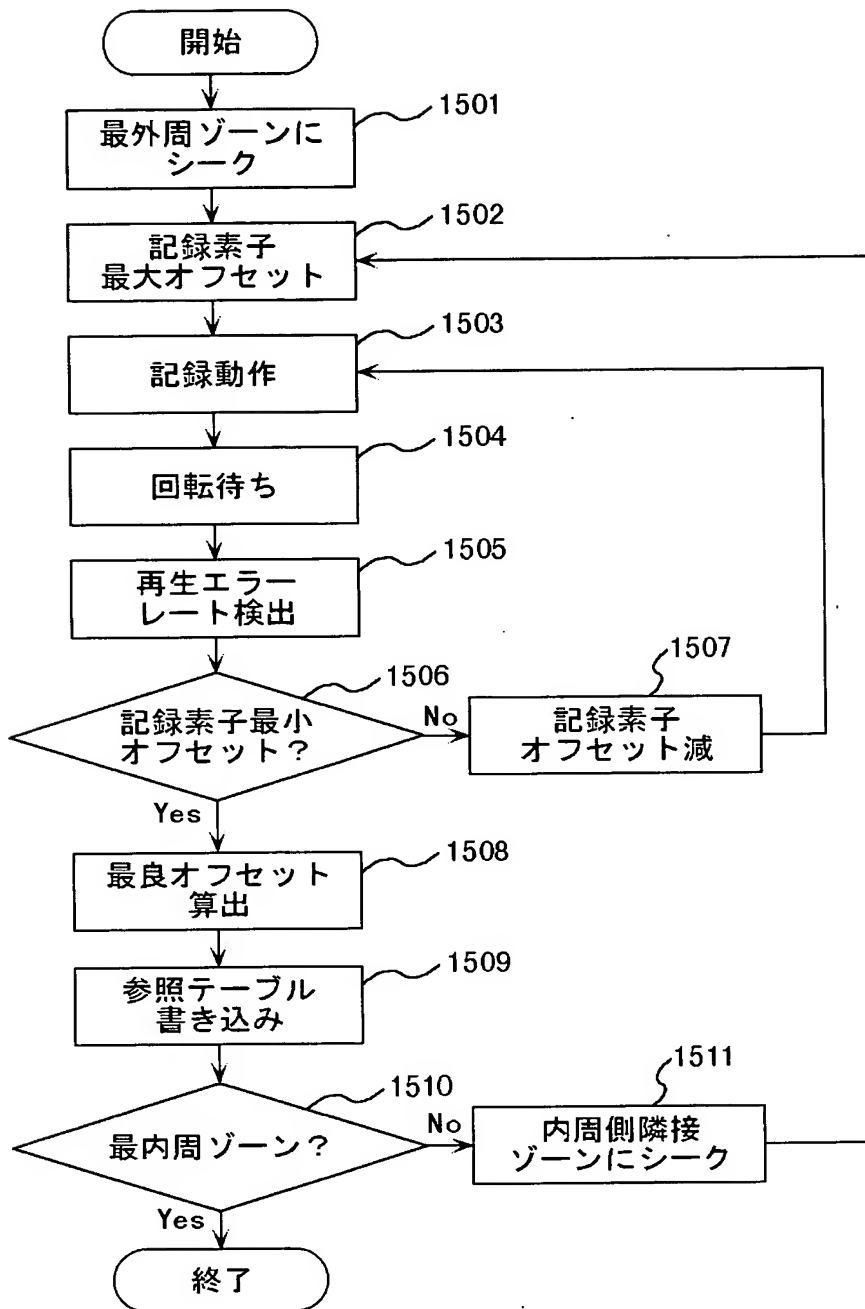 開始
1501
最外周ゾーンに
シーク
1502
記録素子
最大オフセット
1503
記録動作
1504
回転待ち
1505
再生エラー
レート検出
1506
記録素子最小
オフセット?
No
1507
記録素子
オフセット減
Yes
1508
最良オフセット
算出
1509
参照テーブル
書き込み
1510
最内周ゾーン?
No
1511
内周側隣接
ゾーンにシーク
Yes
終了